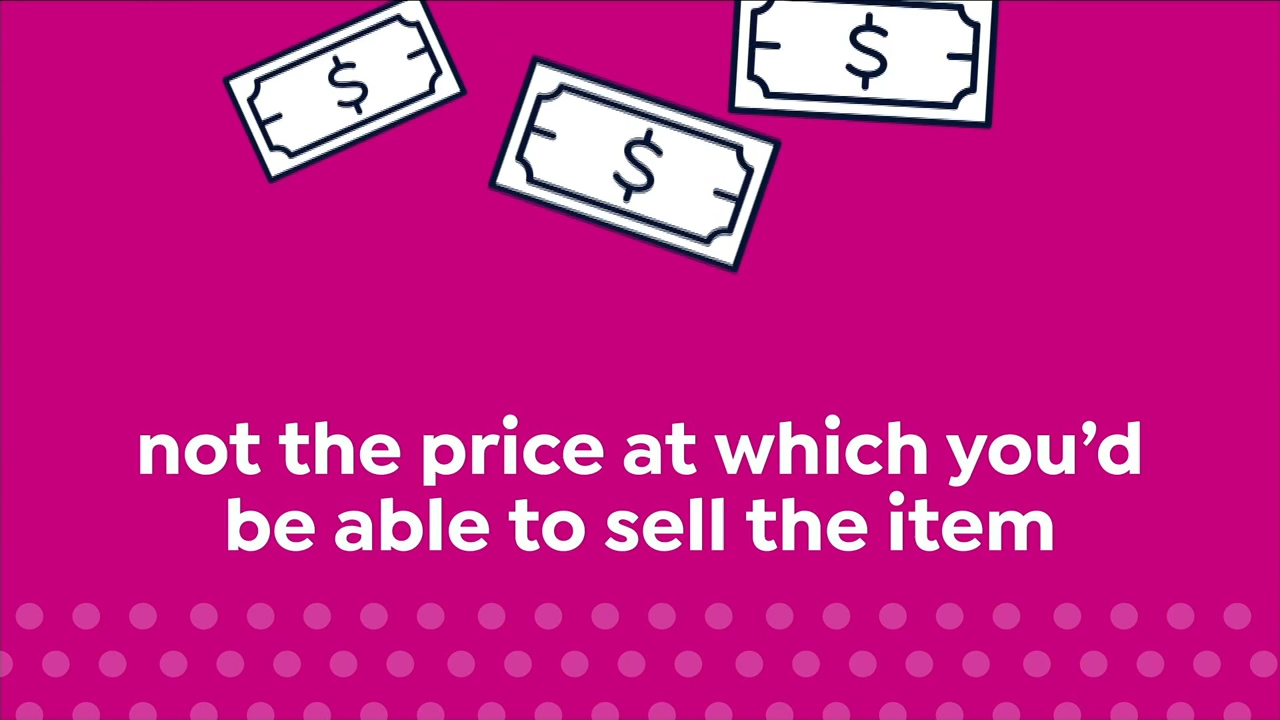 $
$
$
not the price at which you’d
be able to sell the item